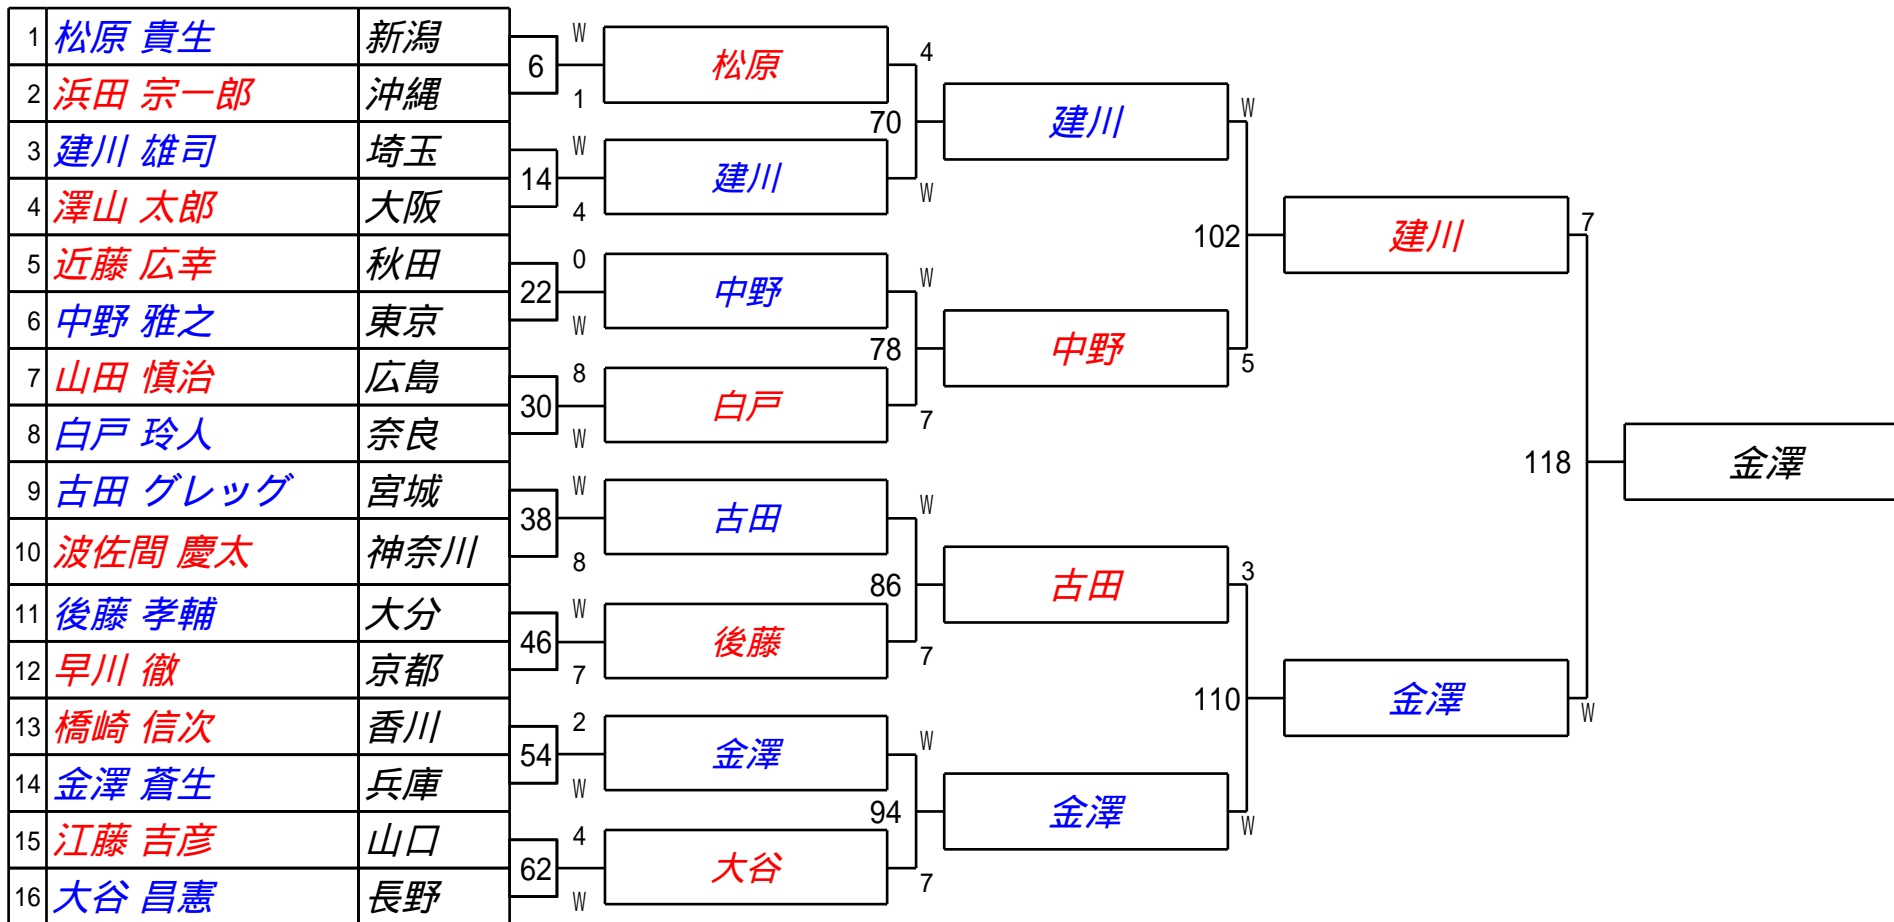 1 松原 貴生 新潟
2 浜田 宗一郎 沖縄
3 建川 雄司 埼玉
4 澤山 太郎 大阪
5 近藤 広幸 秋田
6 中野 雅之 東京
7 山田 慎治 広島
8 白戸 玲人 奈良
9 古田 グレッグ 宮城
10 波佐間 慶太 神奈川
11 後藤 孝輔 大分
12 早川 徹 京都
13 橋崎 信次 香川
14 金澤 蒼生 兵庫
15 江藤 吉彦 山口
16 大谷 昌憲 長野
6 W 1
14 W 4
22 0 W
30 8 W
38 W 8
46 W 7
54 2 W
62 4 W
松原 4
70
建川 W
中野 W
78
白戸 7
古田 W
86
後藤 7
金澤 W
94
大谷 7
建川 W
102
中野 5
古田 3
110
金澤 W
建川 7
118
金澤 W
金澤